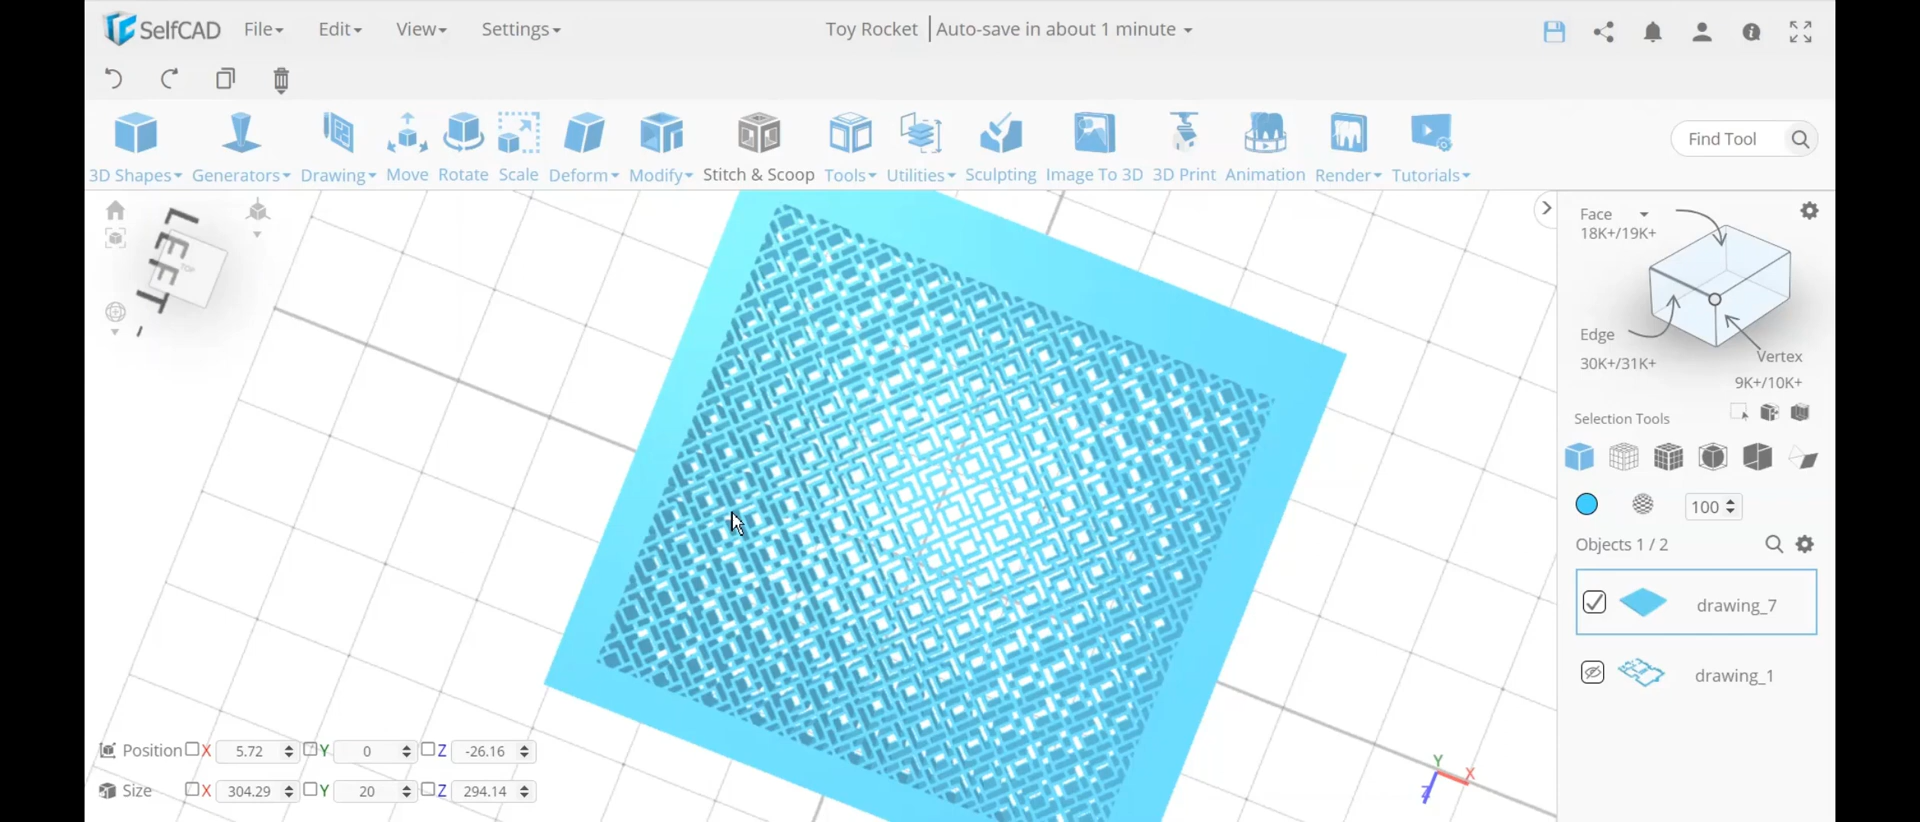 SelfCAD File Edit View Settings Toy Rocket Auto-save in about 1 minute
3D Shapes Generators Drawing Move Rotate Scale Deform Modify Stitch & Scoop Tools Utilities Sculpting Image To 3D 3D Print Animation Render Tutorials
Find Tool
LEFT
TOP
Face
18K+/19K+
Edge
30K+/31K+
Vertex
9K+/10K+
Selection Tools
100
Objects 1 / 2
drawing_7
drawing_1
Position X 5.72 Y 0 Z -26.16
Size X 304.29 Y 20 Z 294.14
Y
X
Z